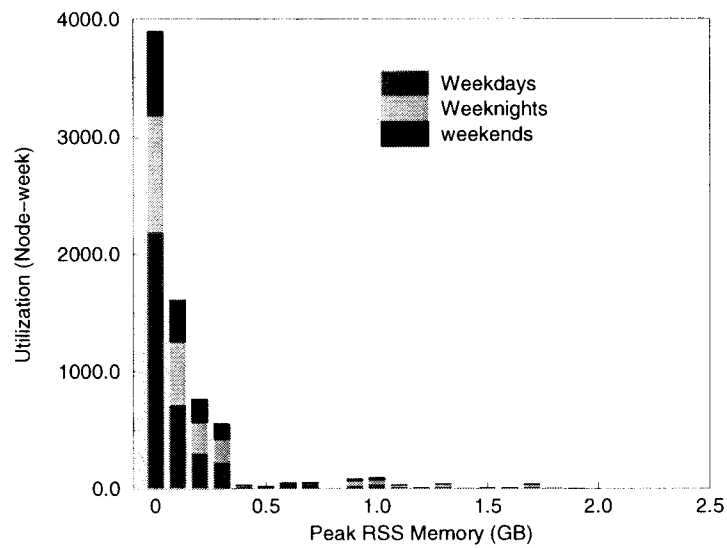 4000.0
3000.0
2000.0
1000.0
0.0
Utilization (Node-week)
Weekdays
Weeknights
weekends
0 0.5 1.0 1.5 2.0 2.5
Peak RSS Memory (GB)